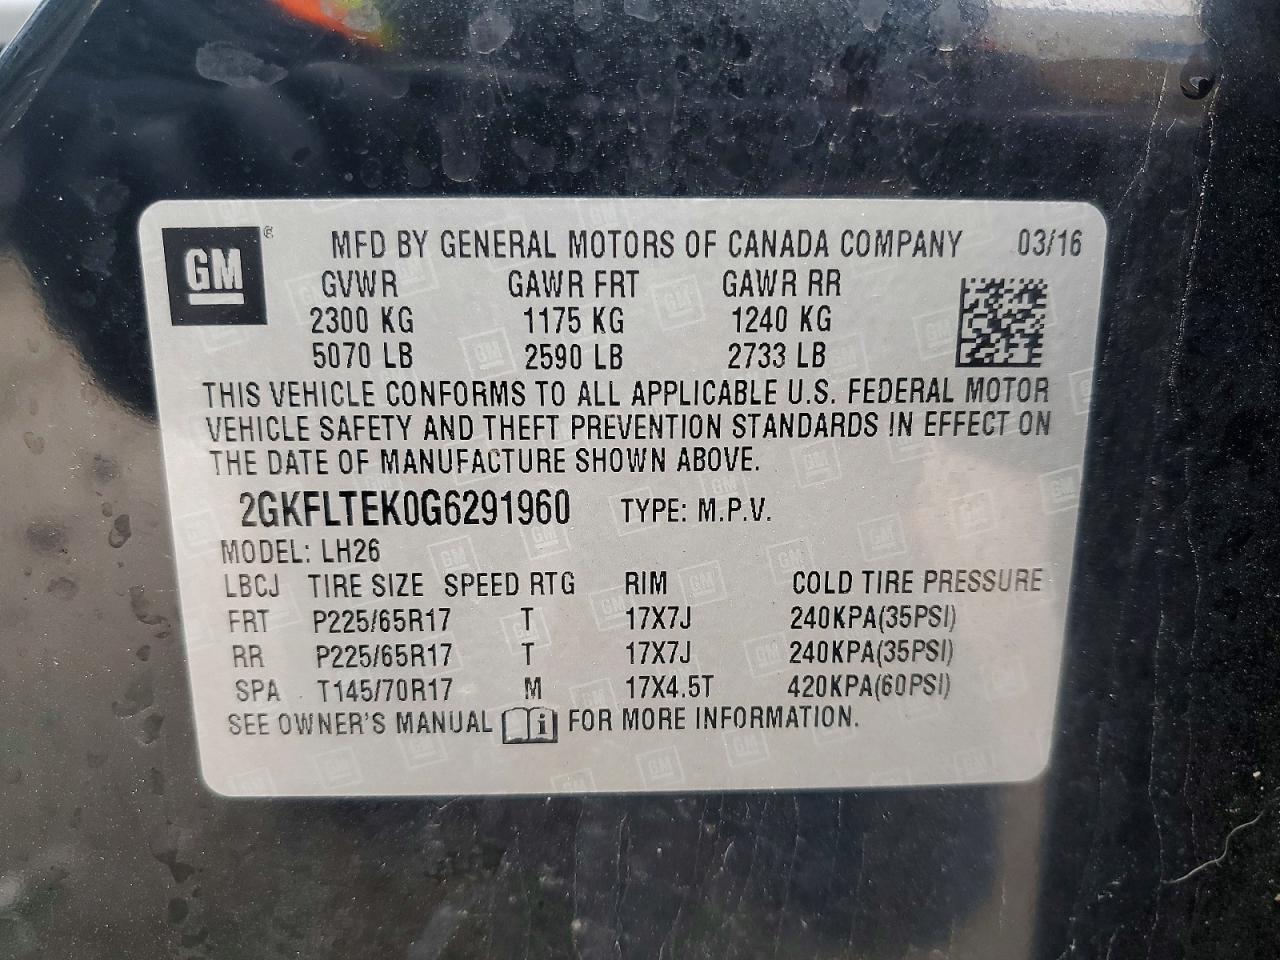 GM ® MFD BY GENERAL MOTORS OF CANADA COMPANY 03/16
GVWR GAWR FRT GAWR RR
2300 KG 1175 KG 1240 KG
5070 LB 2590 LB 2733 LB
THIS VEHICLE CONFORMS TO ALL APPLICABLE U.S. FEDERAL MOTOR
VEHICLE SAFETY AND THEFT PREVENTION STANDARDS IN EFFECT ON
THE DATE OF MANUFACTURE SHOWN ABOVE.
2GKFLTEK0G6291960 TYPE: M.P.V.
MODEL: LH26
LBCJ TIRE SIZE SPEED RTG RIM COLD TIRE PRESSURE
FRT P225/65R17 T 17X7J 240KPA(35PSI)
RR P225/65R17 T 17X7J 240KPA(35PSI)
SPA T145/70R17 M 17X4.5T 420KPA(60PSI)
SEE OWNER'S MANUAL i FOR MORE INFORMATION.